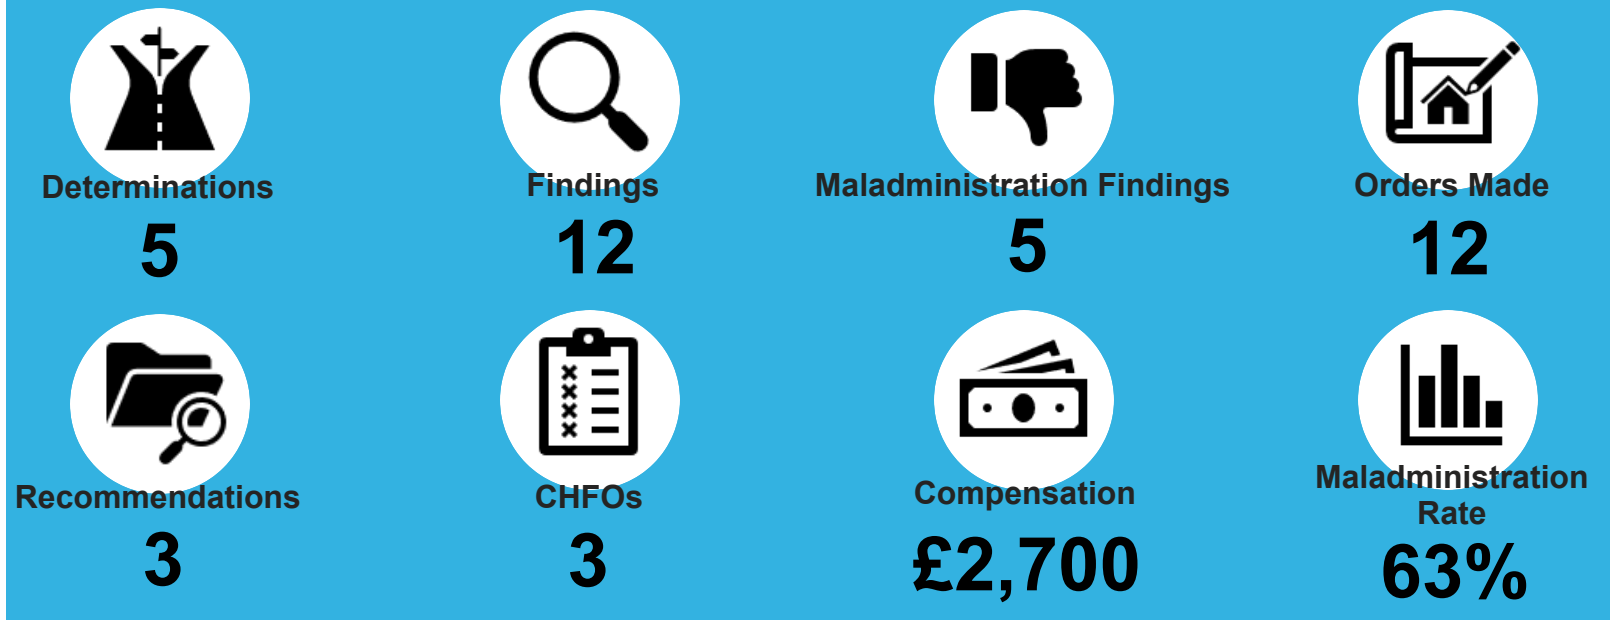 Determinations
5
Findings
12
Maladministration Findings
5
Orders Made
12
Recommendations
3
CHFOs
3
Compensation
£2,700
Maladministration
Rate
63%